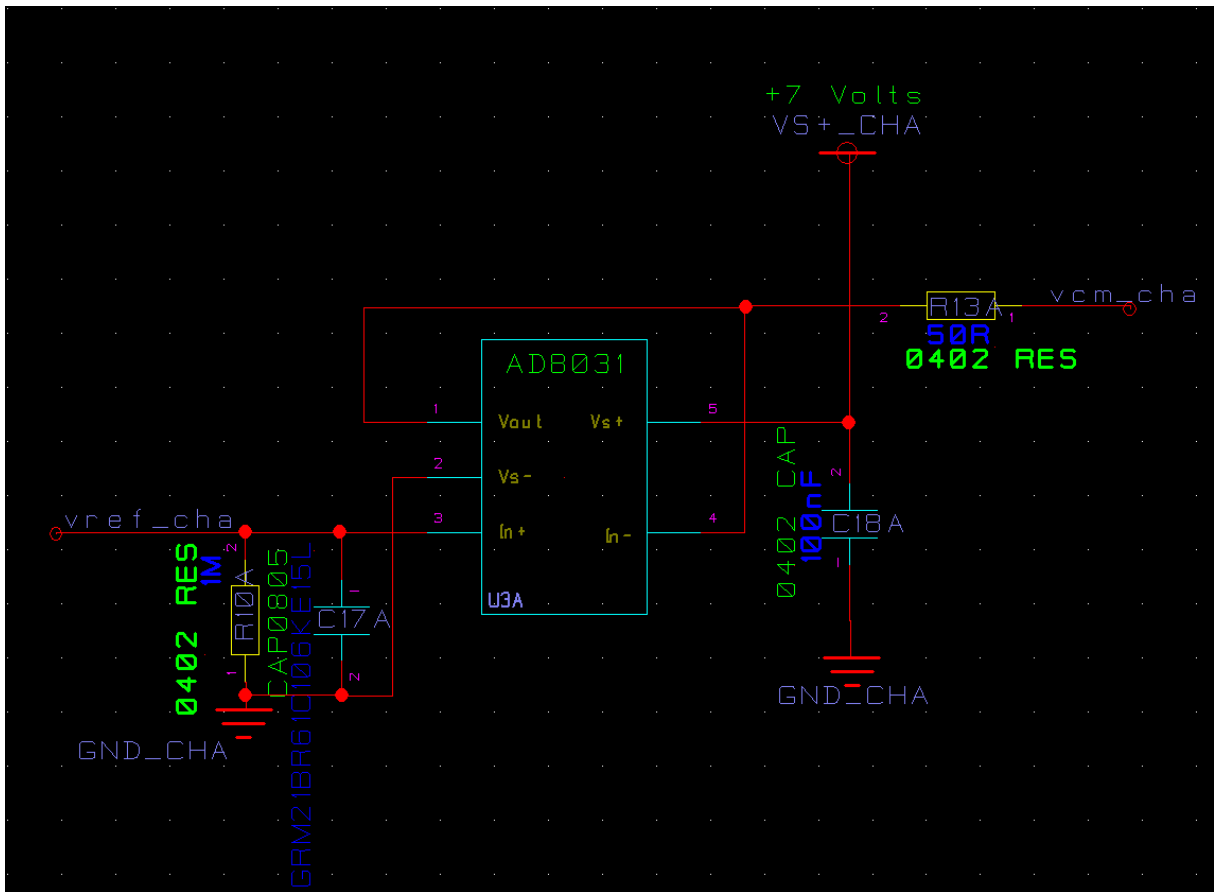 +7 Volts
VS+_CHA
vcm_cha
R13A
2
1
50R
0402 RES
AD8031
1
Vout
Vs+
5
2
Vs-
3
In+
In-
4
U3A
vref_cha
2
1M
0402 RES
R10A
1
CAP0805
GRM21BR61C106KE15L
1
C17A
2
GND_CHA
0402 CAP
100nF
2
C18A
1
GND_CHA